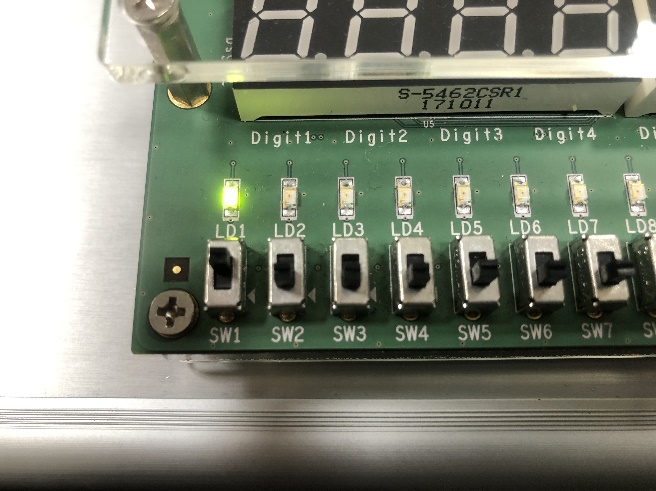 S-5462CSR1
171011
U5
Digit1
Digit2
Digit3
Digit4
LD1
LD2
LD3
LD4
LD5
LD6
LD7
LD8
SW1
SW2
SW3
SW4
SW5
SW6
SW7